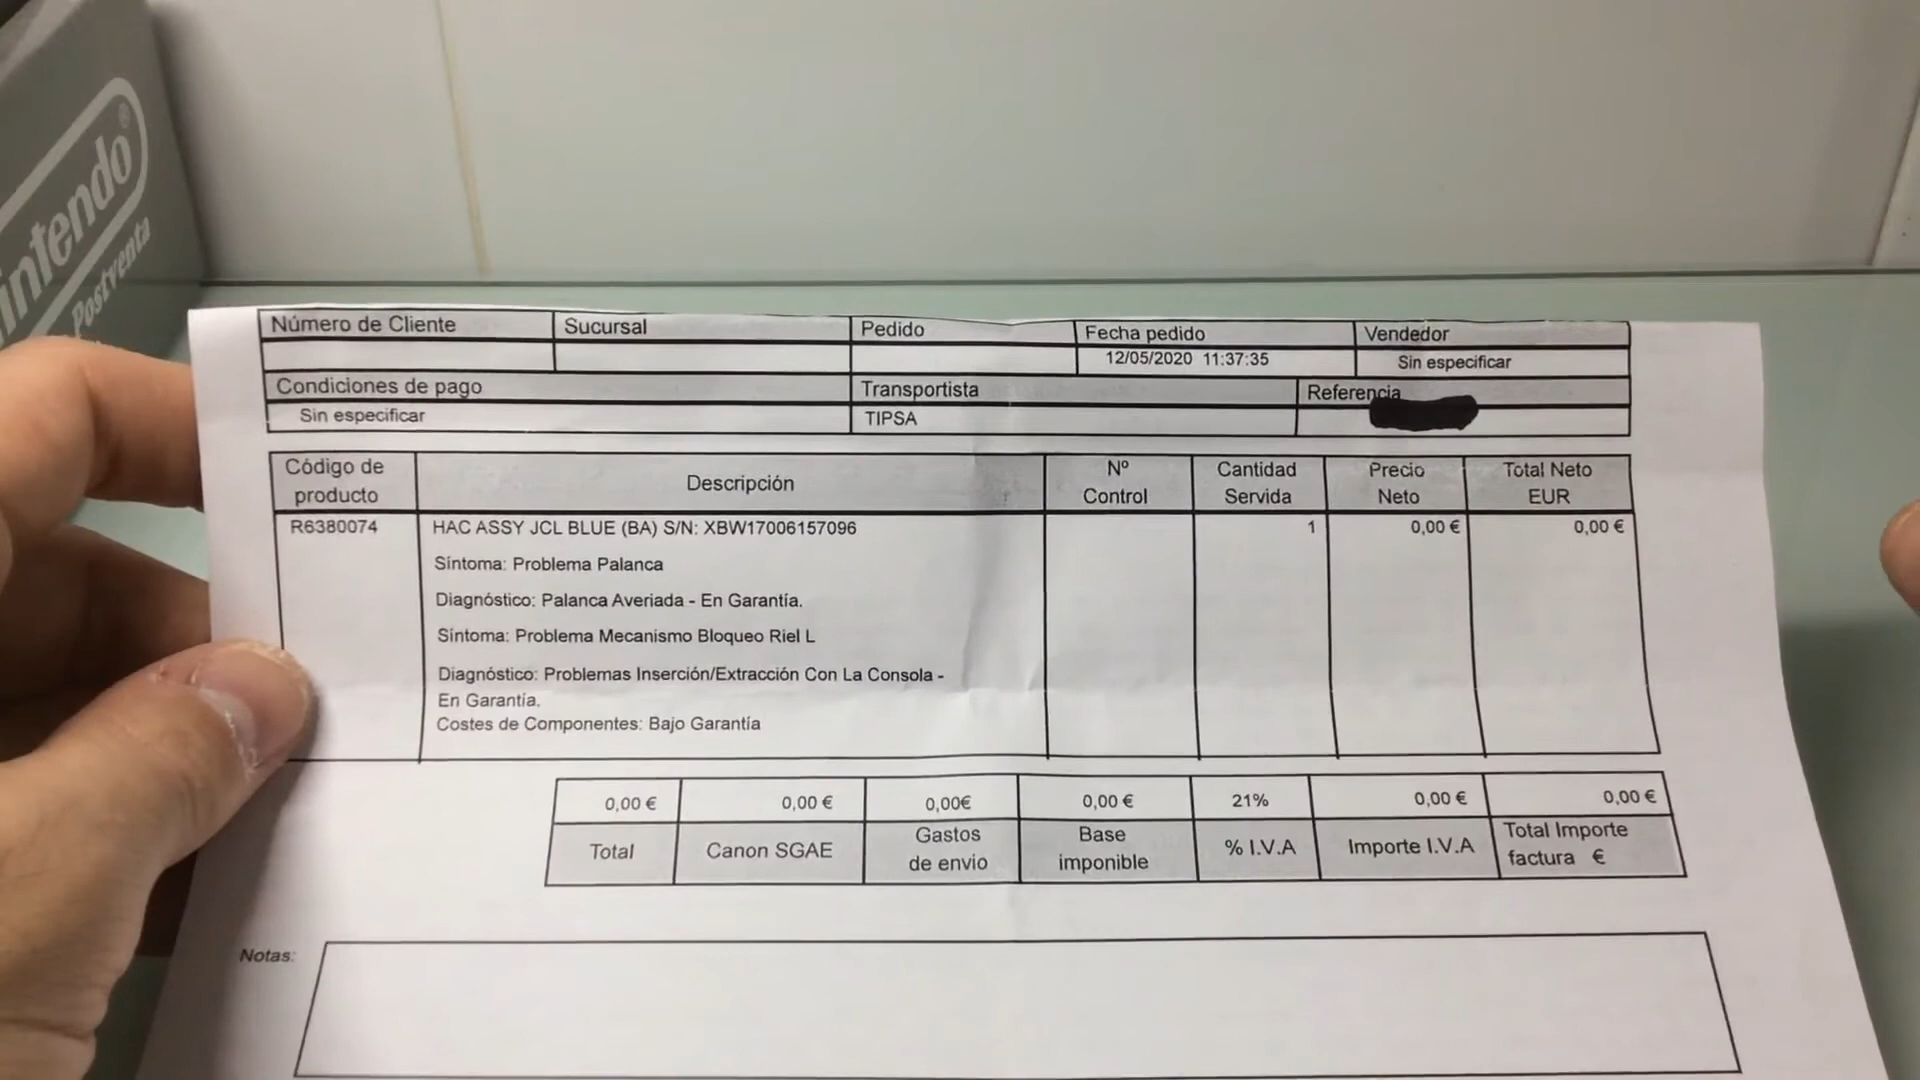 Nintendo®
Postventa
Número de Cliente Sucursal Pedido Fecha pedido Vendedor
12/05/2020 11:37:35 Sin especificar
Condiciones de pago Transportista Referencia
Sin especificar TIPSA
Código de producto Descripción Nº Control Cantidad Servida Precio Neto Total Neto EUR
R6380074 HAC ASSY JCL BLUE (BA) S/N: XBW17006157096 1 0,00 € 0,00 €
Síntoma: Problema Palanca
Diagnóstico: Palanca Averiada - En Garantía.
Síntoma: Problema Mecanismo Bloqueo Riel L
Diagnóstico: Problemas Inserción/Extracción Con La Consola -
En Garantía.
Costes de Componentes: Bajo Garantía
0,00 € 0,00 € 0,00€ 0,00 € 21% 0,00 € 0,00 €
Total Canon SGAE Gastos de envio Base imponible % I.V.A Importe I.V.A Total Importe factura €
Notas: